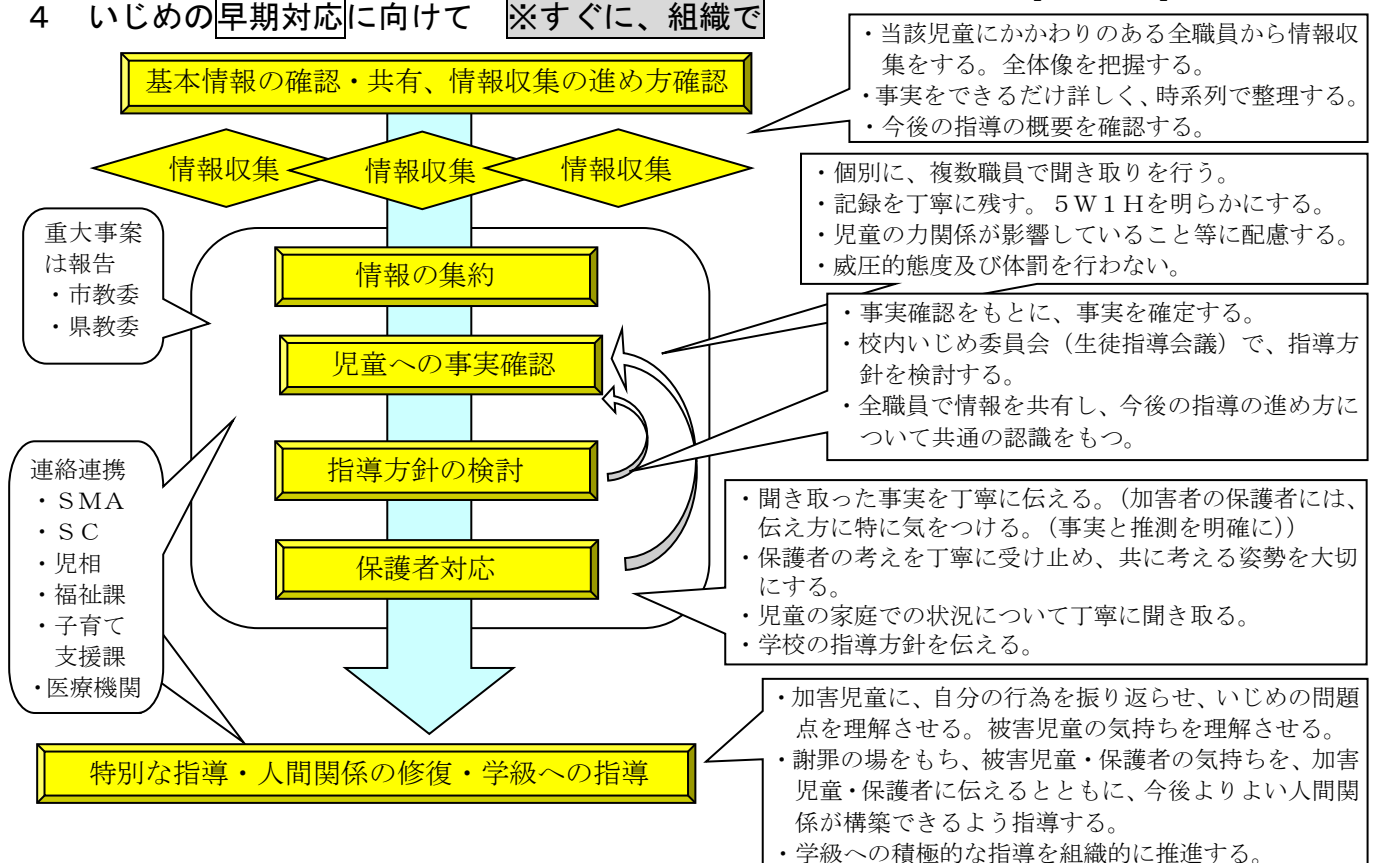 ４　いじめの早期対応に向けて　※すぐに、組織で
基本情報の確認・共有、情報収集の進め方確認
・当該児童にかかわりのある全職員から情報収
集をする。全体像を把握する。
・事実をできるだけ詳しく、時系列で整理する。
・今後の指導の概要を確認する。
情報収集
情報収集
情報収集
・個別に、複数職員で聞き取りを行う。
・記録を丁寧に残す。５Ｗ１Ｈを明らかにする。
・児童の力関係が影響していること等に配慮する。
・威圧的態度及び体罰を行わない。
重大事案
は報告
・市教委
・県教委
情報の集約
児童への事実確認
・事実確認をもとに、事実を確定する。
・校内いじめ委員会（生徒指導会議）で、指導方
針を検討する。
・全職員で情報を共有し、今後の指導の進め方に
ついて共通の認識をもつ。
連絡連携
・ＳＭＡ
・ＳＣ
・児相
・福祉課
・子育て
支援課
・医療機関
指導方針の検討
保護者対応
・聞き取った事実を丁寧に伝える。（加害者の保護者には、
伝え方に特に気をつける。（事実と推測を明確に））
・保護者の考えを丁寧に受け止め、共に考える姿勢を大切
にする。
・児童の家庭での状況について丁寧に聞き取る。
・学校の指導方針を伝える。
特別な指導・人間関係の修復・学級への指導
・加害児童に、自分の行為を振り返らせ、いじめの問題
点を理解させる。被害児童の気持ちを理解させる。
・謝罪の場をもち、被害児童・保護者の気持ちを、加害
児童・保護者に伝えるとともに、今後よりよい人間関
係が構築できるよう指導する。
・学級への積極的な指導を組織的に推進する。